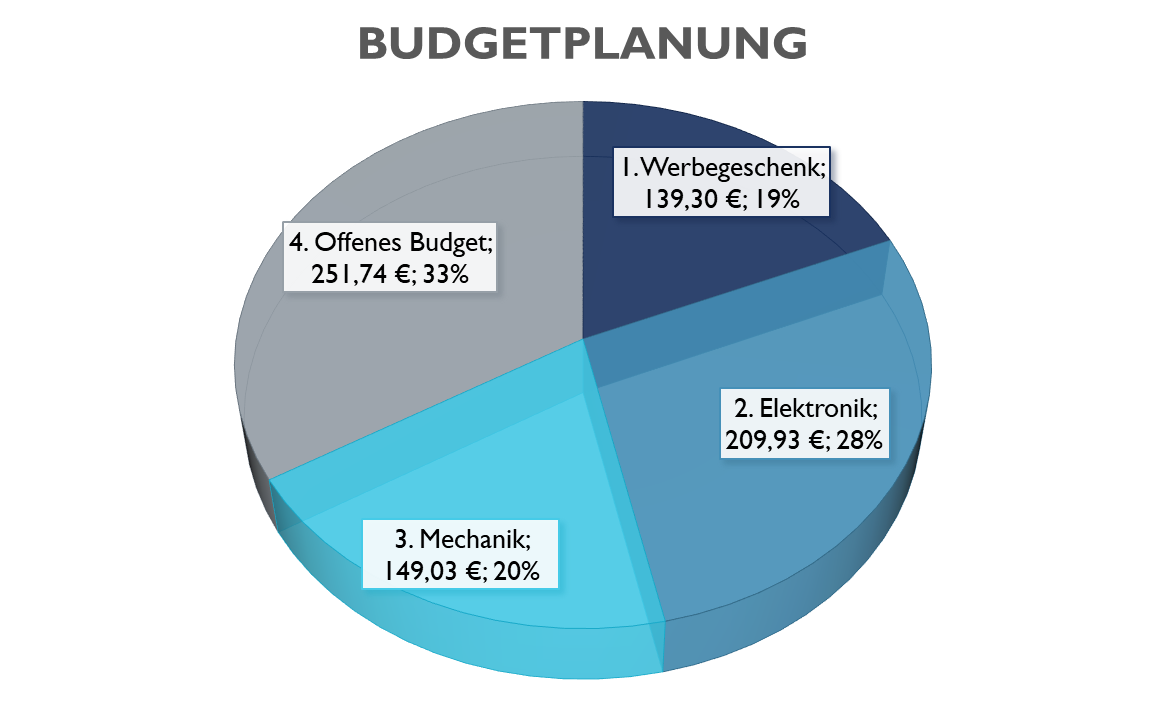 BUDGETPLANUNG
1. Werbegeschenk;
139,30 €; 19%
4. Offenes Budget;
251,74 €; 33%
2. Elektronik;
209,93 €; 28%
3. Mechanik;
149,03 €; 20%